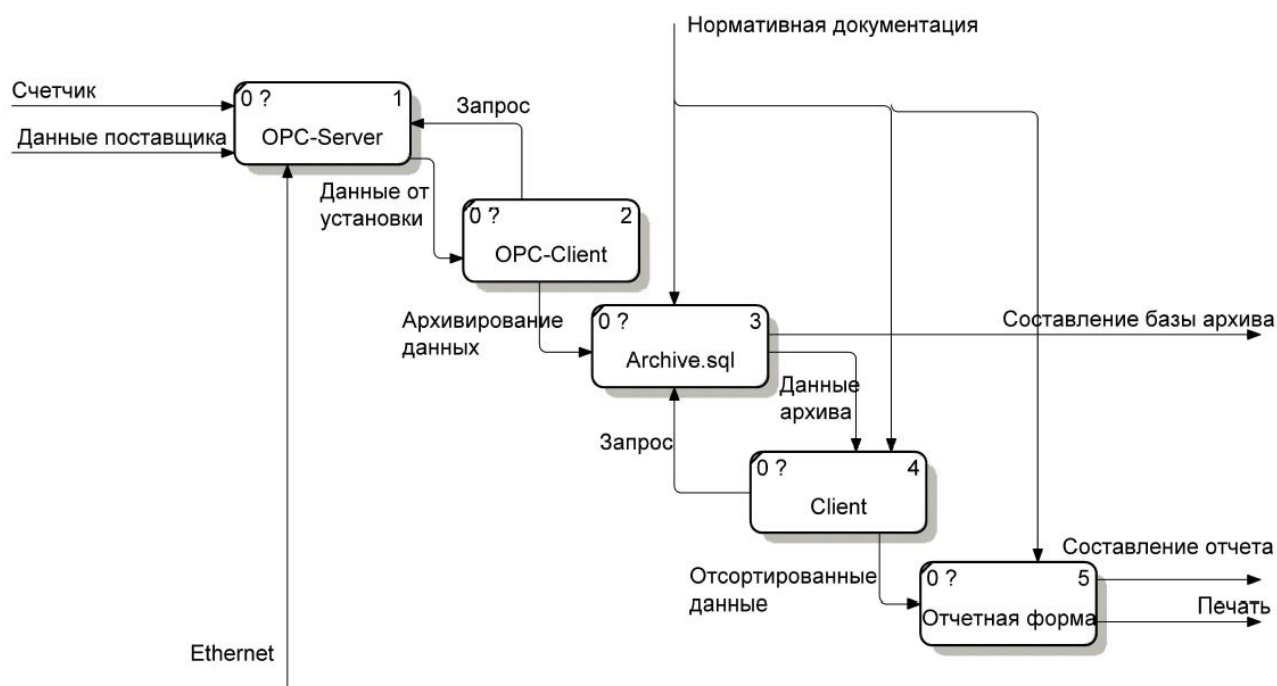 Нормативная документация
Счетчик
0 ? 1
Запрос
Данные поставщика
OPC-Server
Данные от
установки
0 ? 2
OPC-Client
Архивирование
данных
0 ? 3
Составление базы архива
Archive.sql
Данные
архива
Запрос
0 ? 4
Client
Составление отчета
Отсортированные
данные
0 ? 5
Печать
Отчетная форма
Ethernet